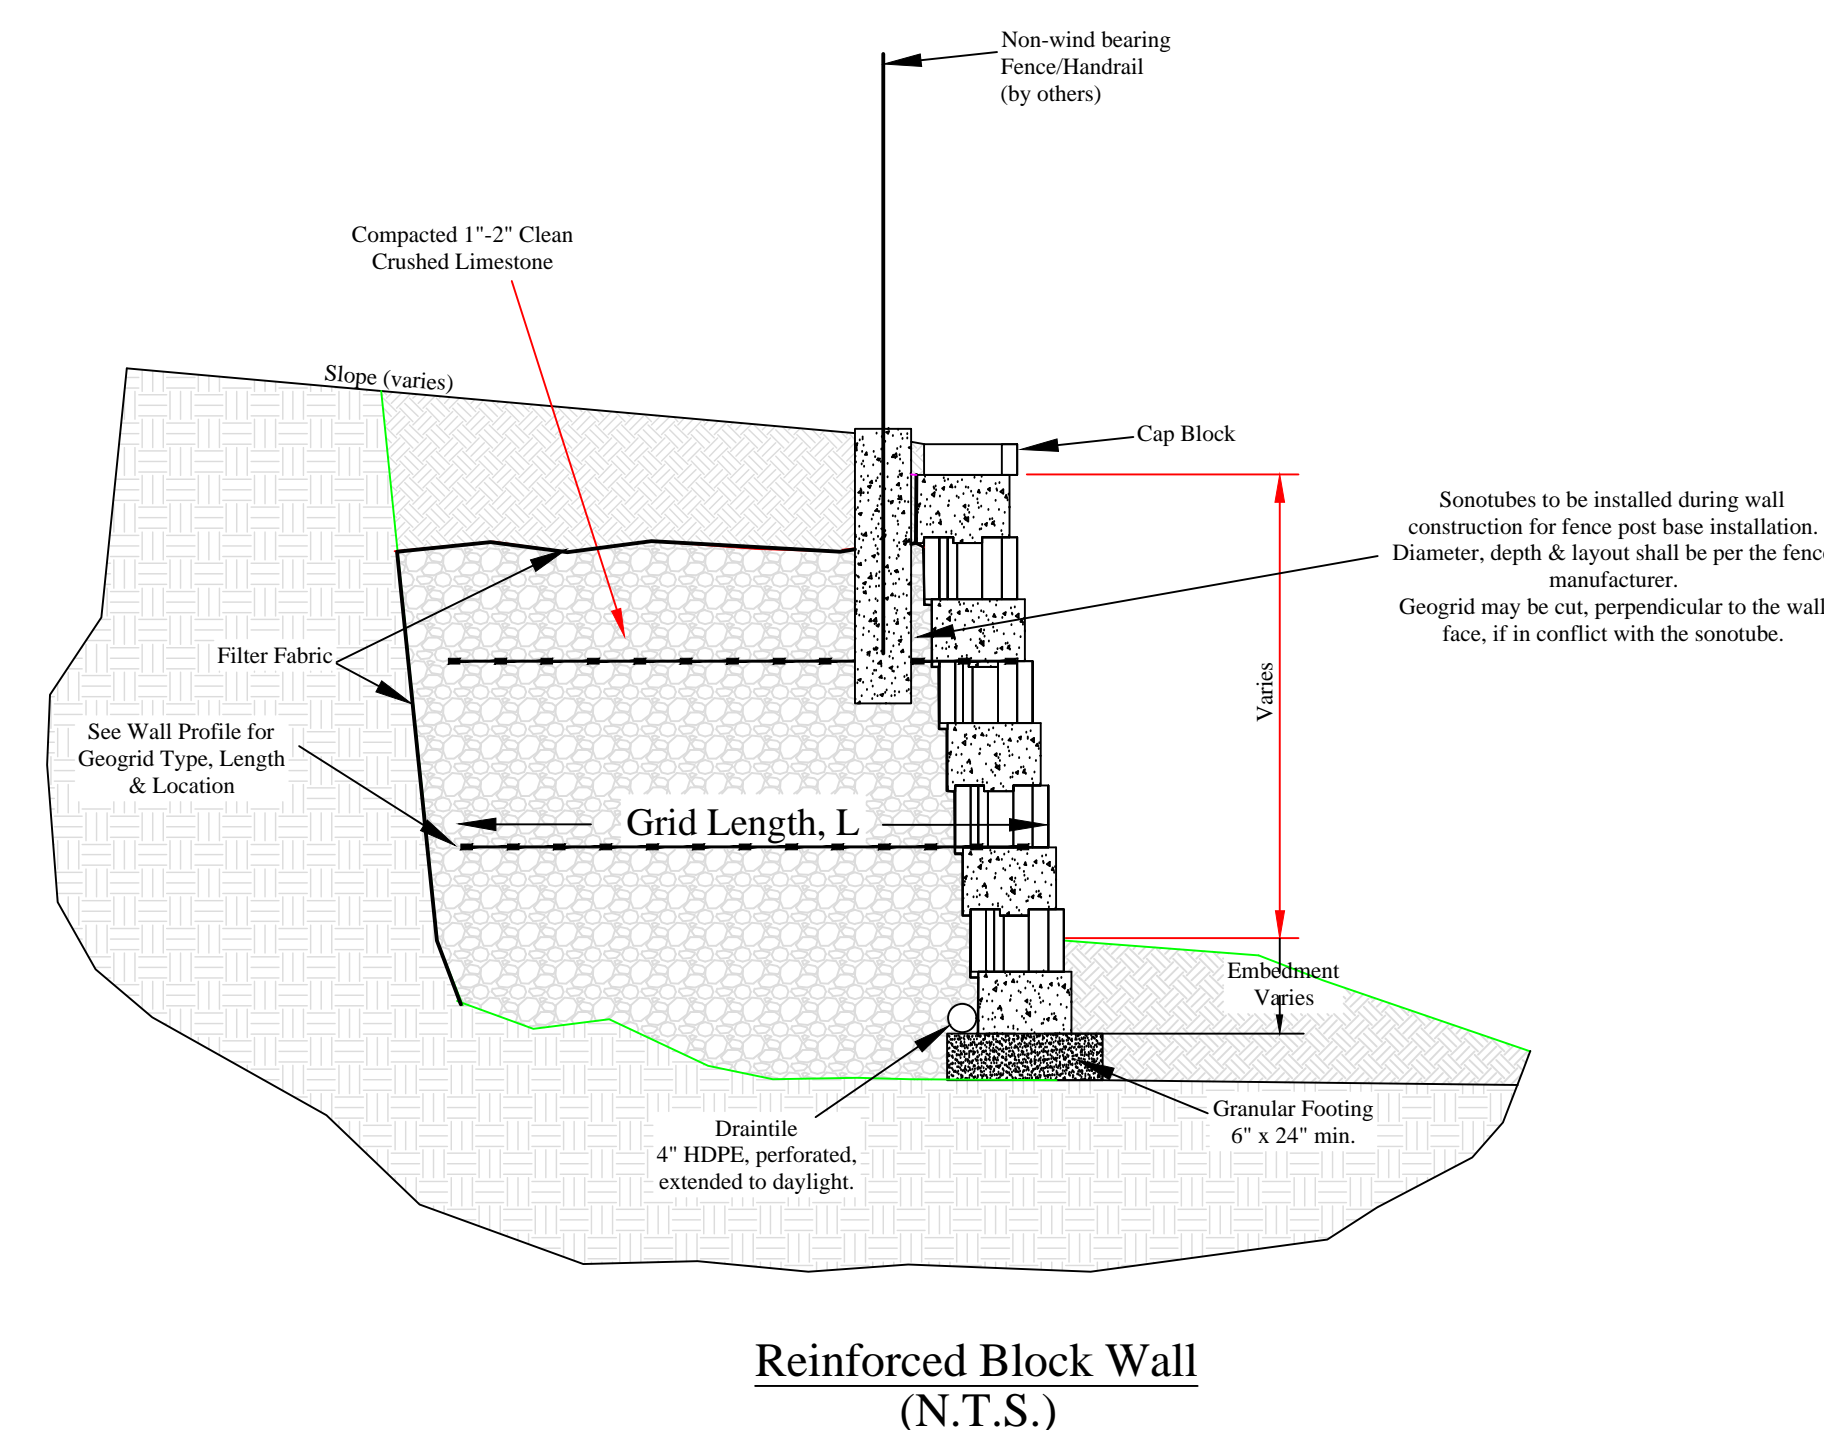 Non-wind bearing
Fence/Handrail
(by others)
Compacted 1"-2" Clean
Crushed Limestone
Slope (varies)
Cap Block
Sonotubes to be installed during wall
construction for fence post base installation.
Diameter, depth & layout shall be per the fence
manufacturer.
Geogrid may be cut, perpendicular to the wall
face, if in conflict with the sonotube.
Filter Fabric
Varies
See Wall Profile for
Geogrid Type, Length
& Location
Grid Length, L
Embedment
Varies
Draintile
4" HDPE, perforated,
extended to daylight.
Granular Footing
6" x 24" min.
Reinforced Block Wall
(N.T.S.)